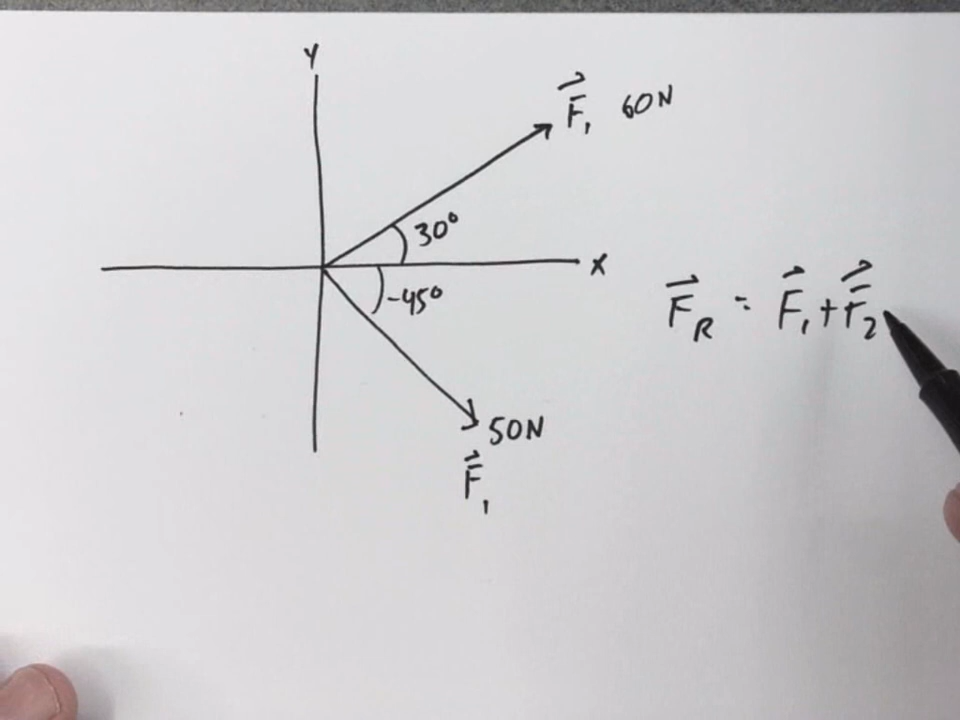 Y
F⃗₁ 60N
30°
X
-45°
F⃗R = F⃗₁ + F⃗₂
50N
F⃗₁